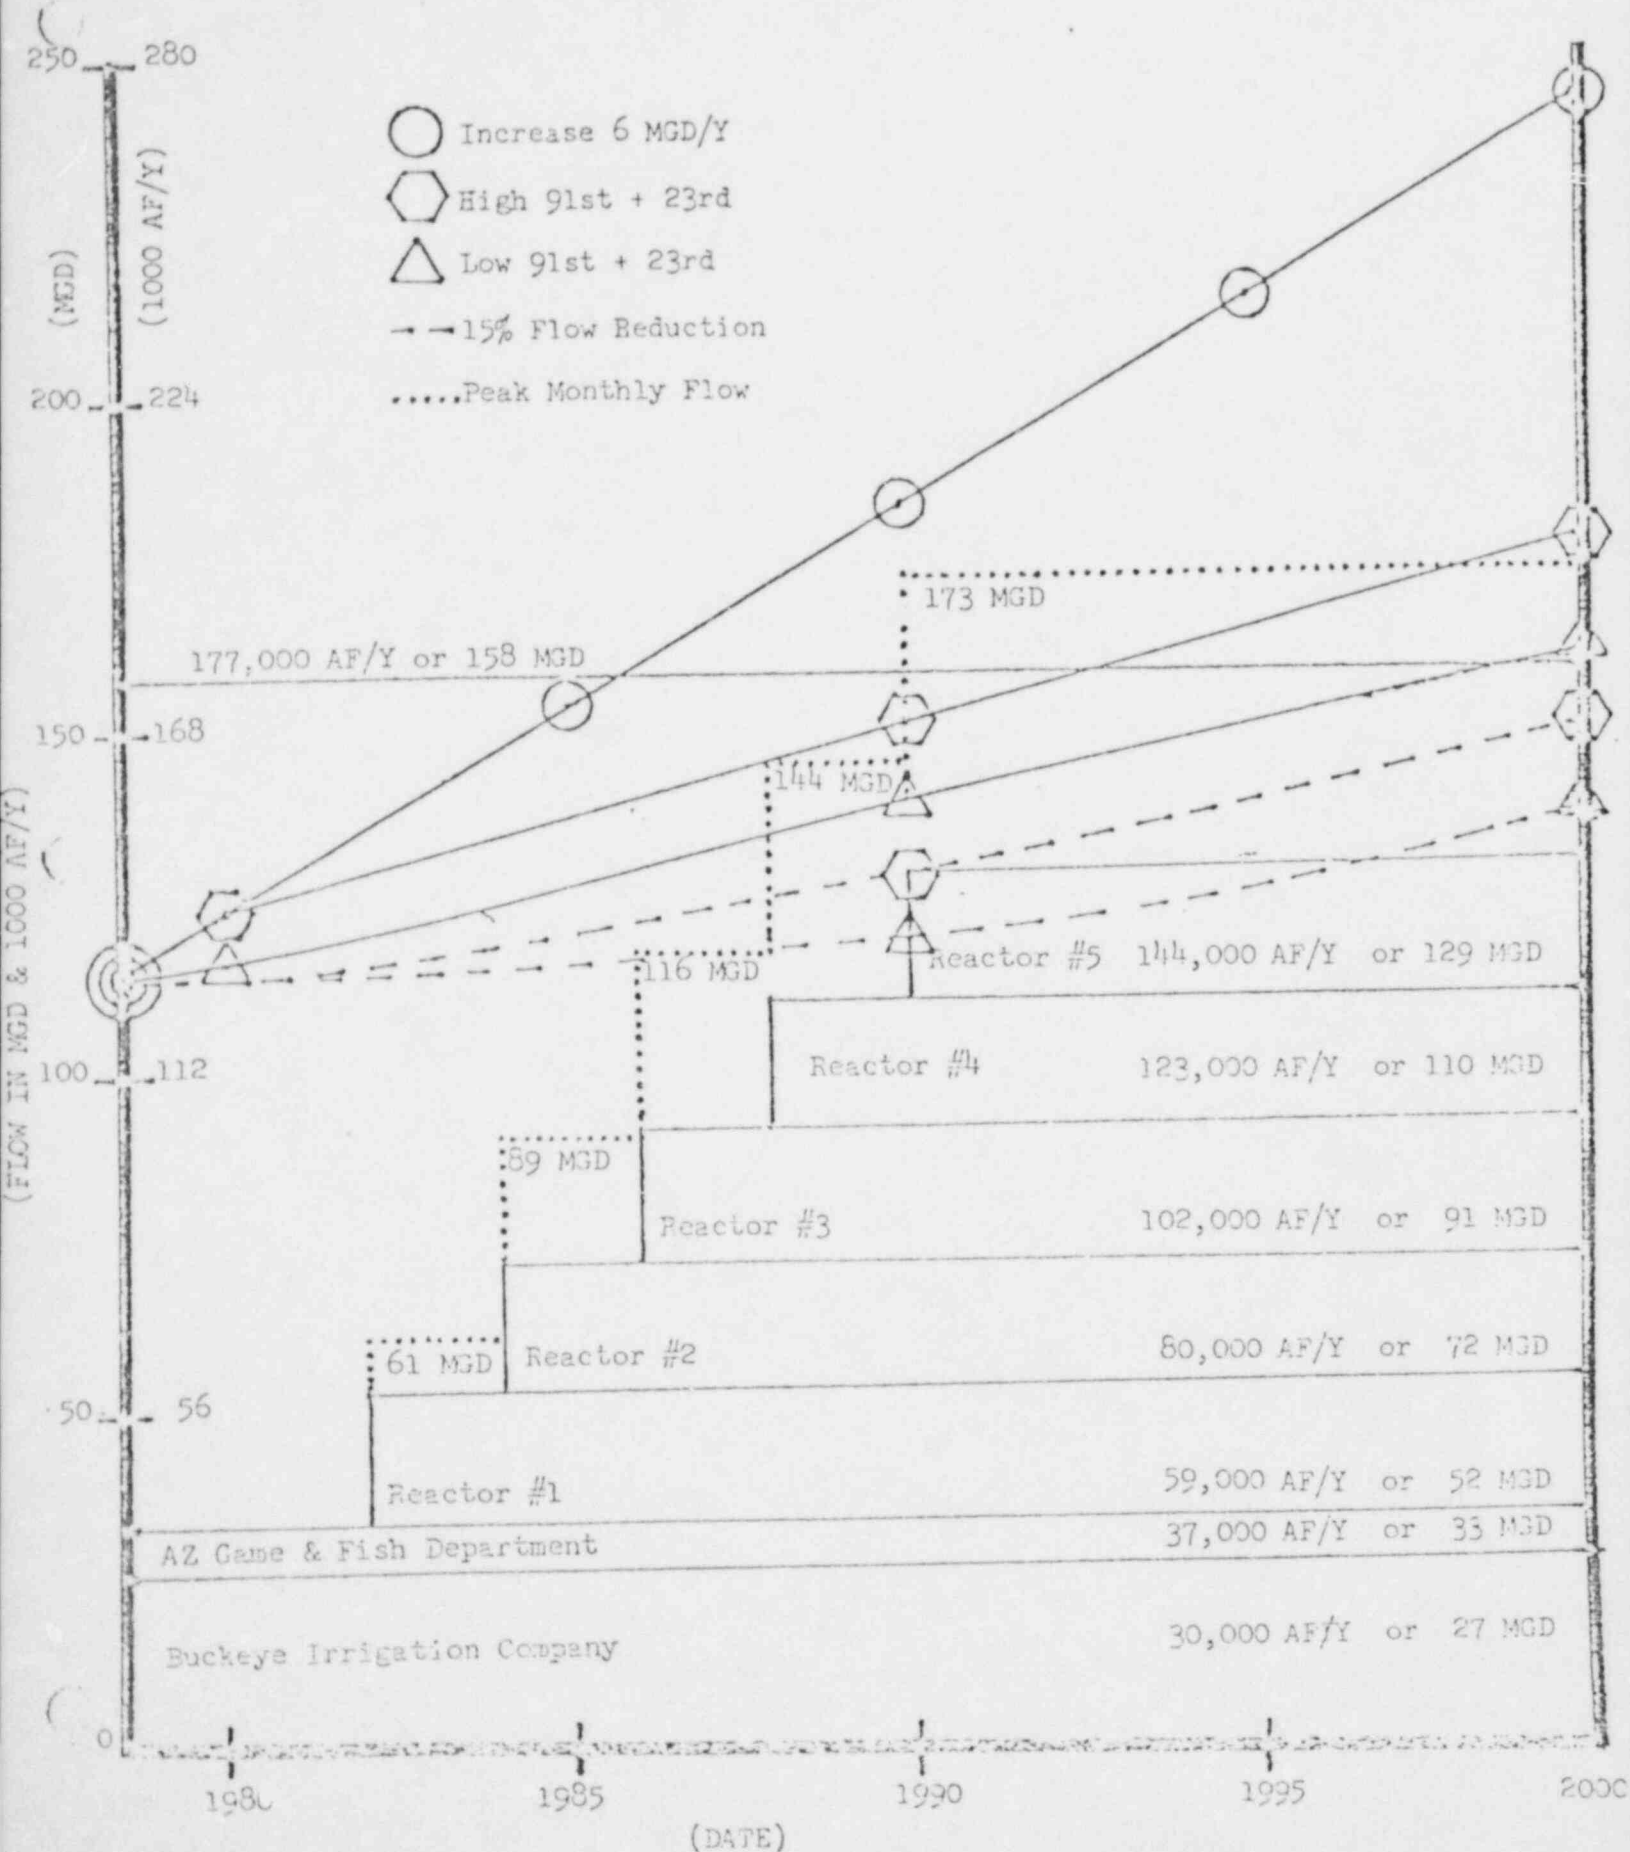 250 280
(MGD)
(1000 AF/Y)
Increase 6 MGD/Y
High 91st + 23rd
Low 91st + 23rd
15% Flow Reduction
Peak Monthly Flow
200 224
173 MGD
177,000 AF/Y or 158 MGD
150 168
144 MGD
(FLOW IN MGD & 1000 AF/Y)
116 MGD
Reactor #5 144,000 AF/Y or 129 MGD
100 112
Reactor #4 123,000 AF/Y or 110 MGD
89 MGD
Reactor #3 102,000 AF/Y or 91 MGD
61 MGD
Reactor #2 80,000 AF/Y or 72 MGD
50 56
Reactor #1 59,000 AF/Y or 52 MGD
AZ Game & Fish Department 37,000 AF/Y or 33 MGD
Buckeye Irrigation Company 30,000 AF/Y or 27 MGD
0
1980 1985 1990 1995 2000
(DATE)